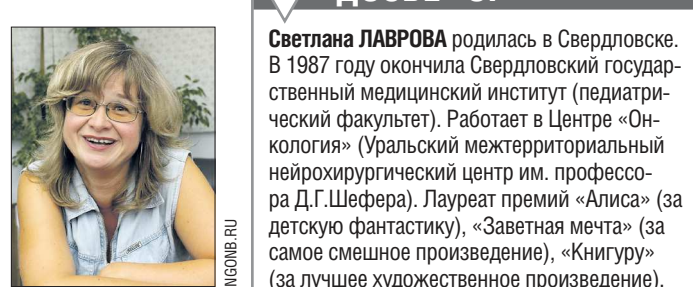 Светлана ЛАВРОВА родилась в Свердловске.
В 1987 году окончила Свердловский государ-
ственный медицинский институт (педиатри-
ческий факультет). Работает в Центре «Он-
кология» (Уральский межтерриториальный
нейрохирургический центр им. профессо-
ра Д.Г.Шефера). Лауреат премий «Алиса» (за
детскую фантастику), «Заветная мечта» (за
самое смешное произведение), «Книгуру»
(за лучшее художественное произведение).
NGONB.RU